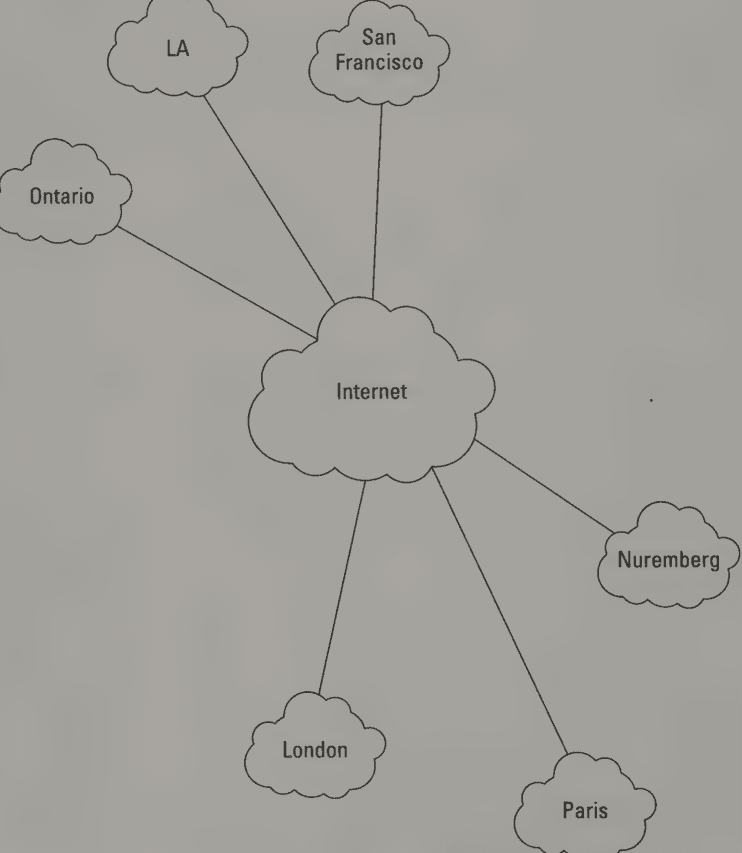 LA
San
Francisco
Ontario
Internet
Nuremberg
London
Paris